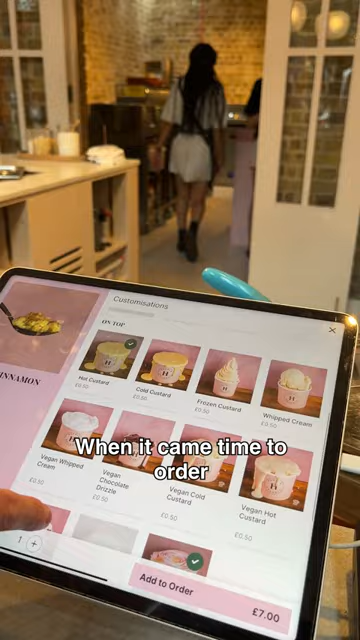 Customisations
ON TOP
Hot Custard
£0.50
Cold Custard
£0.50
Frozen Custard
£0.50
Whipped Cream
£0.50
INNAMON
When it came time to
order
Vegan Whipped
Cream
£0.50
Vegan
Chocolate
Drizzle
£0.50
Vegan Cold
Custard
£0.50
Vegan Hot
Custard
£0.50
1 +
Add to Order
£7.00